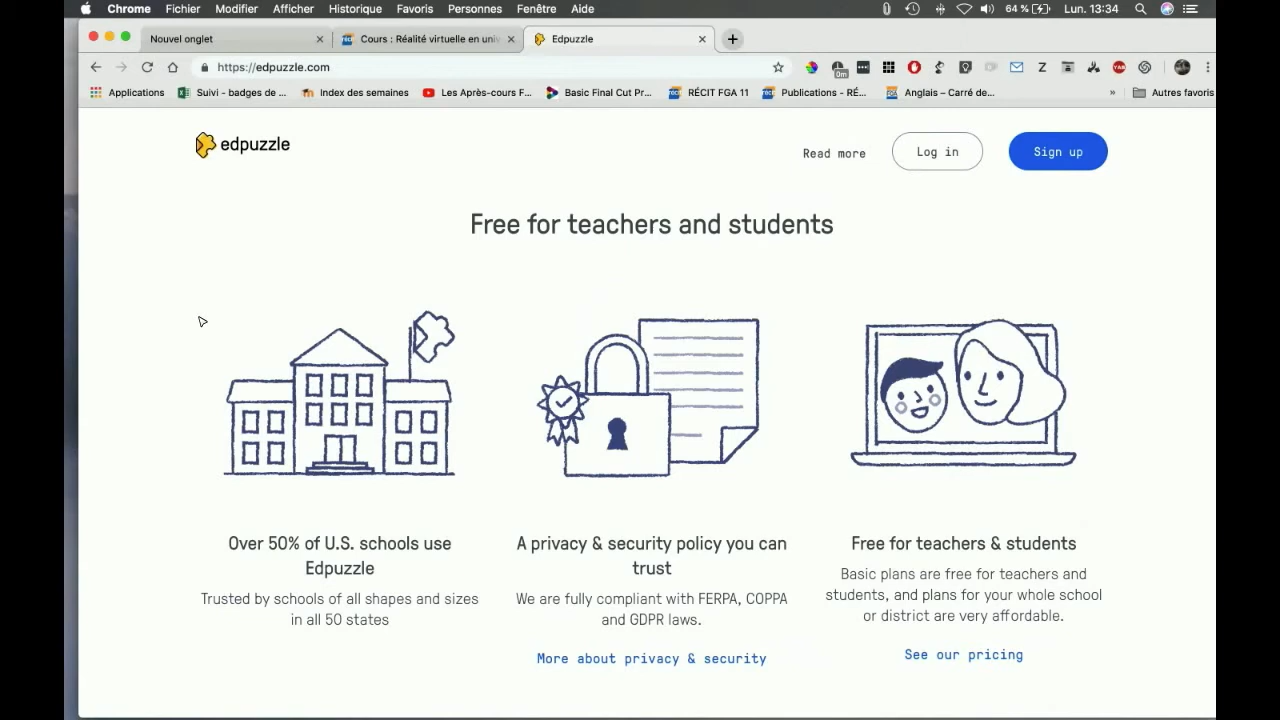 Chrome Fichier Modifier Afficher Historique Favoris Personnes Fenêtre Aide 64 % Lun. 13:34
Nouvel onglet Cours : Réalité virtuelle en univ Edpuzzle
https://edpuzzle.com
0m
Applications Suivi - badges de ... Index des semaines Les Après-cours F... Basic Final Cut Pr... RÉCIT FGA 11 Publications - RÉ... Anglais – Carré de... » Autres favoris
edpuzzle
Read more Log in Sign up
Free for teachers and students
Over 50% of U.S. schools use
Edpuzzle
Trusted by schools of all shapes and sizes
in all 50 states
A privacy & security policy you can
trust
We are fully compliant with FERPA, COPPA
and GDPR laws.
More about privacy & security
Free for teachers & students
Basic plans are free for teachers and
students, and plans for your whole school
or district are very affordable.
See our pricing